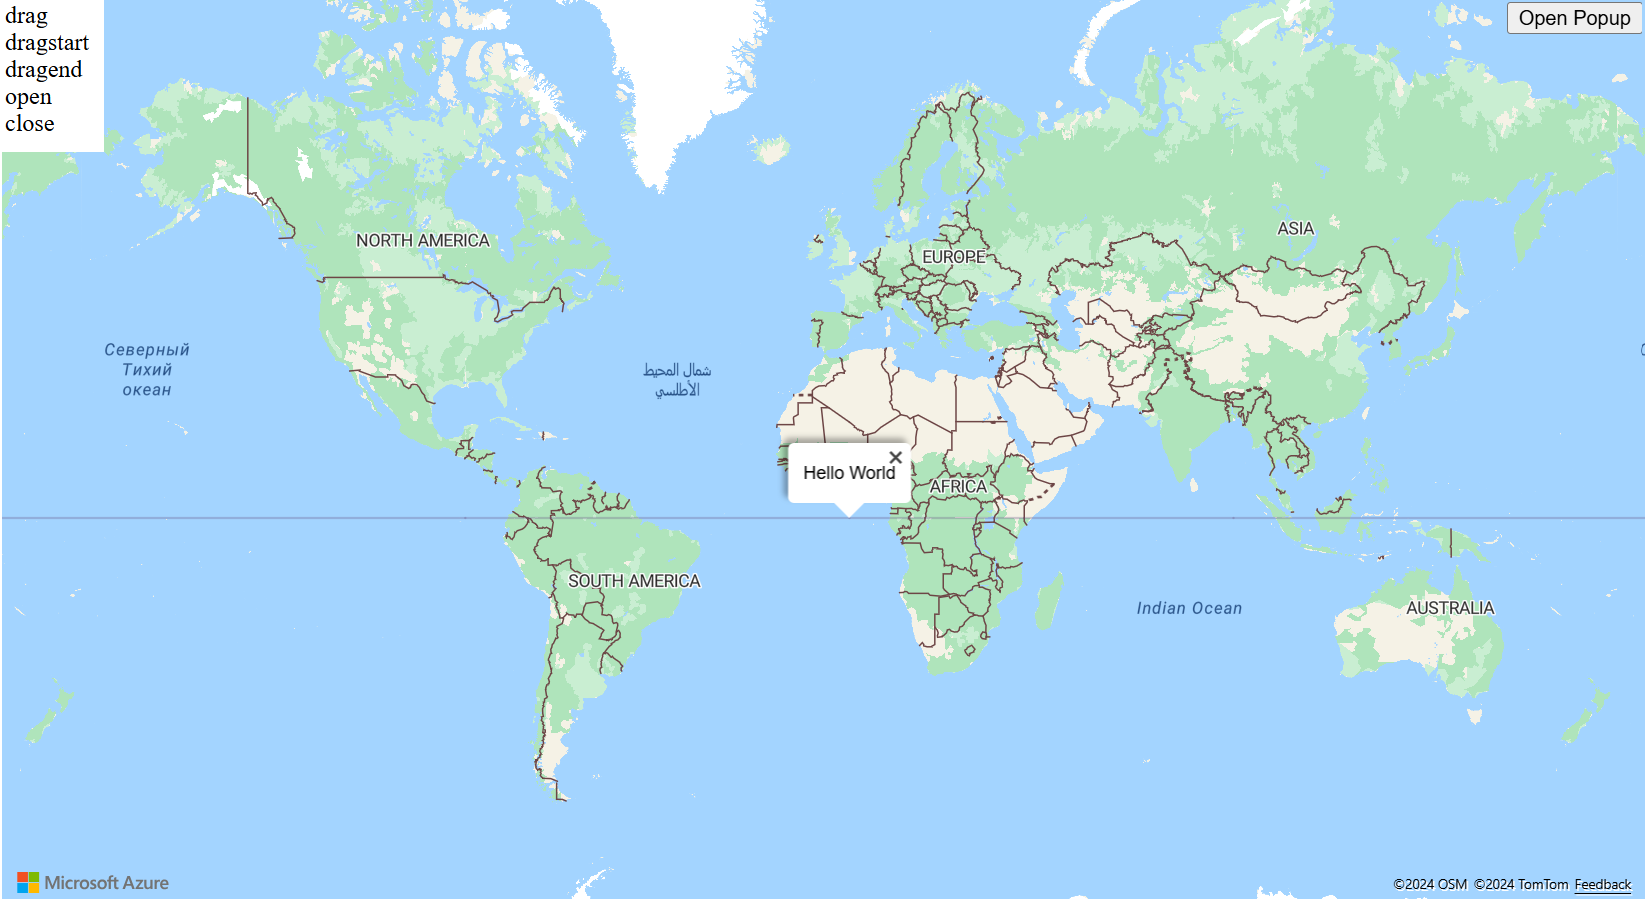 drag
dragstart
dragend
open
close
Open Popup
NORTH AMERICA
ASIA
EUROPE
Северный
Тихий
океан
شمال المحيط
الأطلسي
Hello World
AFRICA
SOUTH AMERICA
Indian Ocean
AUSTRALIA
Microsoft Azure
©2024 OSM ©2024 TomTom Feedback